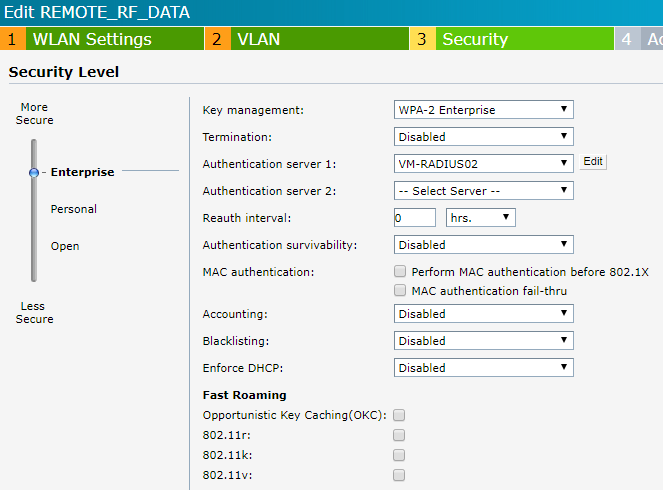 Edit REMOTE_RF_DATA
1 WLAN Settings 2 VLAN 3 Security 4
Security Level
More
Secure
Enterprise
Personal
Open
Less
Secure
Key management: WPA-2 Enterprise
Termination: Disabled
Authentication server 1: VM-RADIUS02 Edit
Authentication server 2: -- Select Server --
Reauth interval: 0 hrs.
Authentication survivability: Disabled
MAC authentication: Perform MAC authentication before 802.1X
MAC authentication fail-thru
Accounting: Disabled
Blacklisting: Disabled
Enforce DHCP: Disabled
Fast Roaming
Opportunistic Key Caching(OKC):
802.11r:
802.11k:
802.11v: